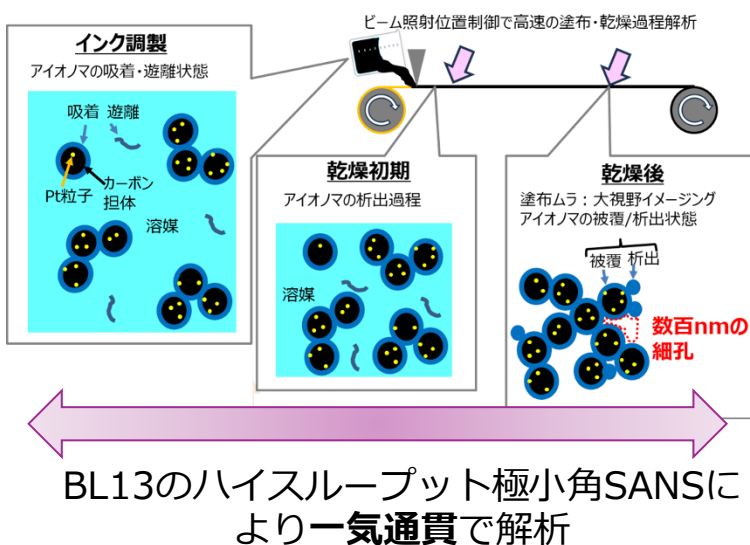 ビーム照射位置制御で高速の塗布・乾燥過程解析
インク調製
アイオノマの吸着・遊離状態
吸着 遊離
Pt粒子
カーボン
担体
溶媒
乾燥初期
アイオノマの析出過程
溶媒
乾燥後
塗布ムラ：大視野イメージング
アイオノマの被覆/析出状態
被覆 析出
数百nmの
細孔
BL13のハイスループット極小角SANSに
より一気通貫で解析